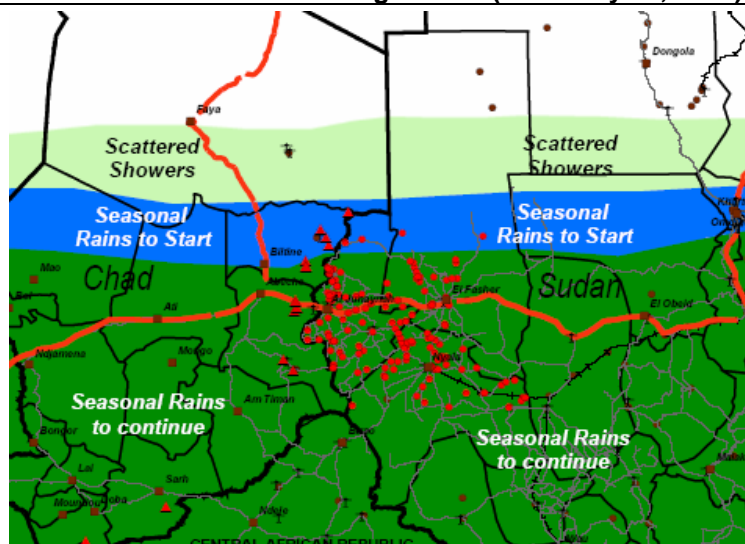 Dongola
Faya
Scattered
Showers
Scattered
Showers
Seasonal
Rains to Start
Seasonal
Rains to Start
Biltine
Mao
Chad
Sudan
Al Junaynah
El Fasher
El Obeid
Ati
Ndjamena
Mongo
Nyala
Am Timan
Seasonal Rains
to continue
Seasonal Rains
to continue
Bongor
Lai
Sarh
Doba
Ndele
CENTRAL AFRICAN REPUBLIC